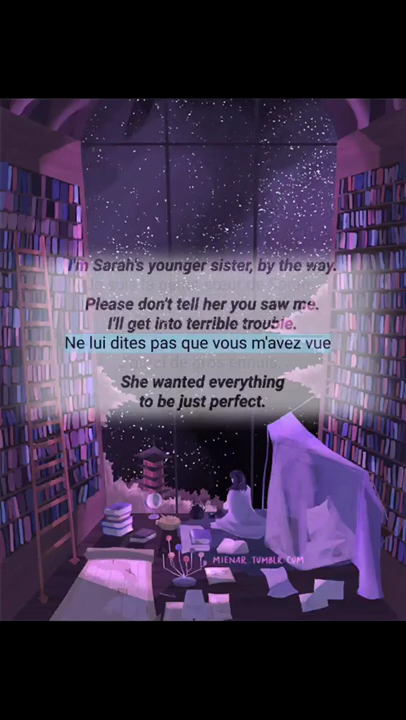 I'm Sarah's younger sister, by the way.
Please don't tell her you saw me.
I'll get into terrible trouble.
Ne lui dites pas que vous m'avez vue
She wanted everything
to be just perfect.
MIENAR.TUMBLR.COM